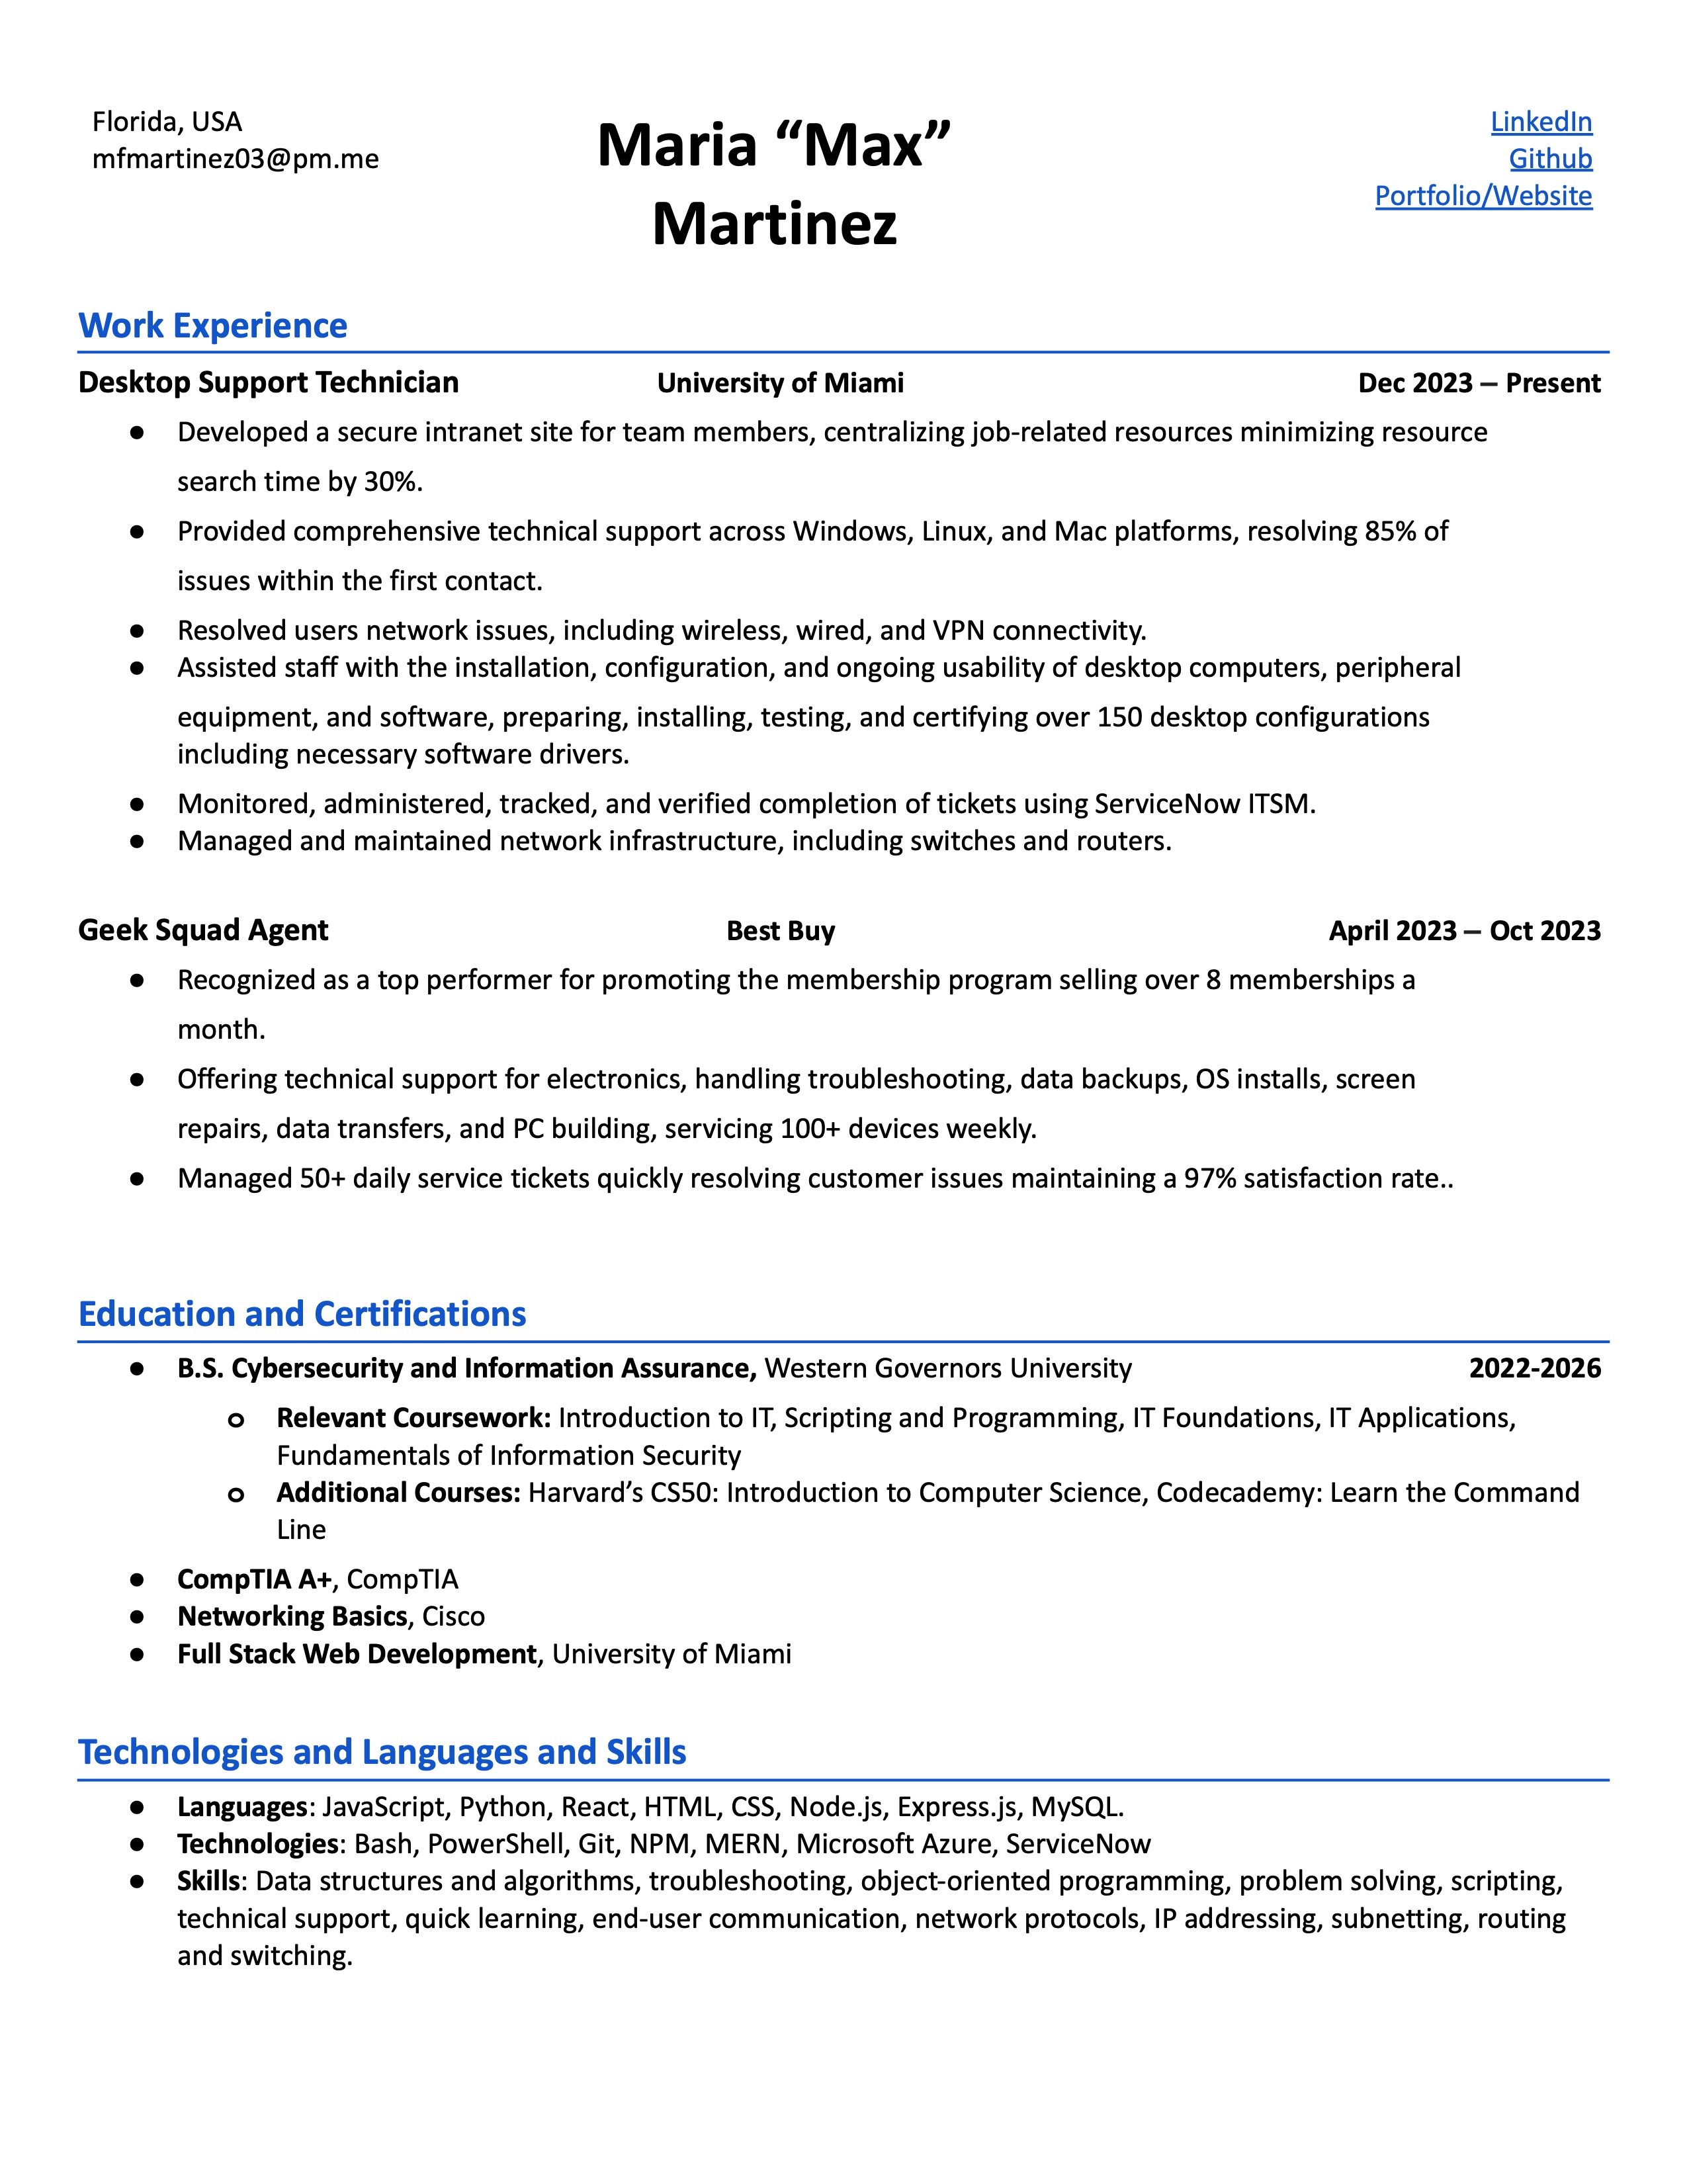 Florida, USA
mfmartinez03@pm.me
Maria “Max”
Martinez
LinkedIn
Github
Portfolio/Website
Work Experience
Desktop Support Technician University of Miami Dec 2023 – Present
● Developed a secure intranet site for team members, centralizing job-related resources minimizing resource
search time by 30%.
● Provided comprehensive technical support across Windows, Linux, and Mac platforms, resolving 85% of
issues within the first contact.
● Resolved users network issues, including wireless, wired, and VPN connectivity.
● Assisted staff with the installation, configuration, and ongoing usability of desktop computers, peripheral
equipment, and software, preparing, installing, testing, and certifying over 150 desktop configurations
including necessary software drivers.
● Monitored, administered, tracked, and verified completion of tickets using ServiceNow ITSM.
● Managed and maintained network infrastructure, including switches and routers.
Geek Squad Agent Best Buy April 2023 – Oct 2023
● Recognized as a top performer for promoting the membership program selling over 8 memberships a
month.
● Offering technical support for electronics, handling troubleshooting, data backups, OS installs, screen
repairs, data transfers, and PC building, servicing 100+ devices weekly.
● Managed 50+ daily service tickets quickly resolving customer issues maintaining a 97% satisfaction rate..
Education and Certifications
● B.S. Cybersecurity and Information Assurance, Western Governors University 2022-2026
o Relevant Coursework: Introduction to IT, Scripting and Programming, IT Foundations, IT Applications,
Fundamentals of Information Security
o Additional Courses: Harvard’s CS50: Introduction to Computer Science, Codecademy: Learn the Command
Line
● CompTIA A+, CompTIA
● Networking Basics, Cisco
● Full Stack Web Development, University of Miami
Technologies and Languages and Skills
● Languages: JavaScript, Python, React, HTML, CSS, Node.js, Express.js, MySQL.
● Technologies: Bash, PowerShell, Git, NPM, MERN, Microsoft Azure, ServiceNow
● Skills: Data structures and algorithms, troubleshooting, object-oriented programming, problem solving, scripting,
technical support, quick learning, end-user communication, network protocols, IP addressing, subnetting, routing
and switching.